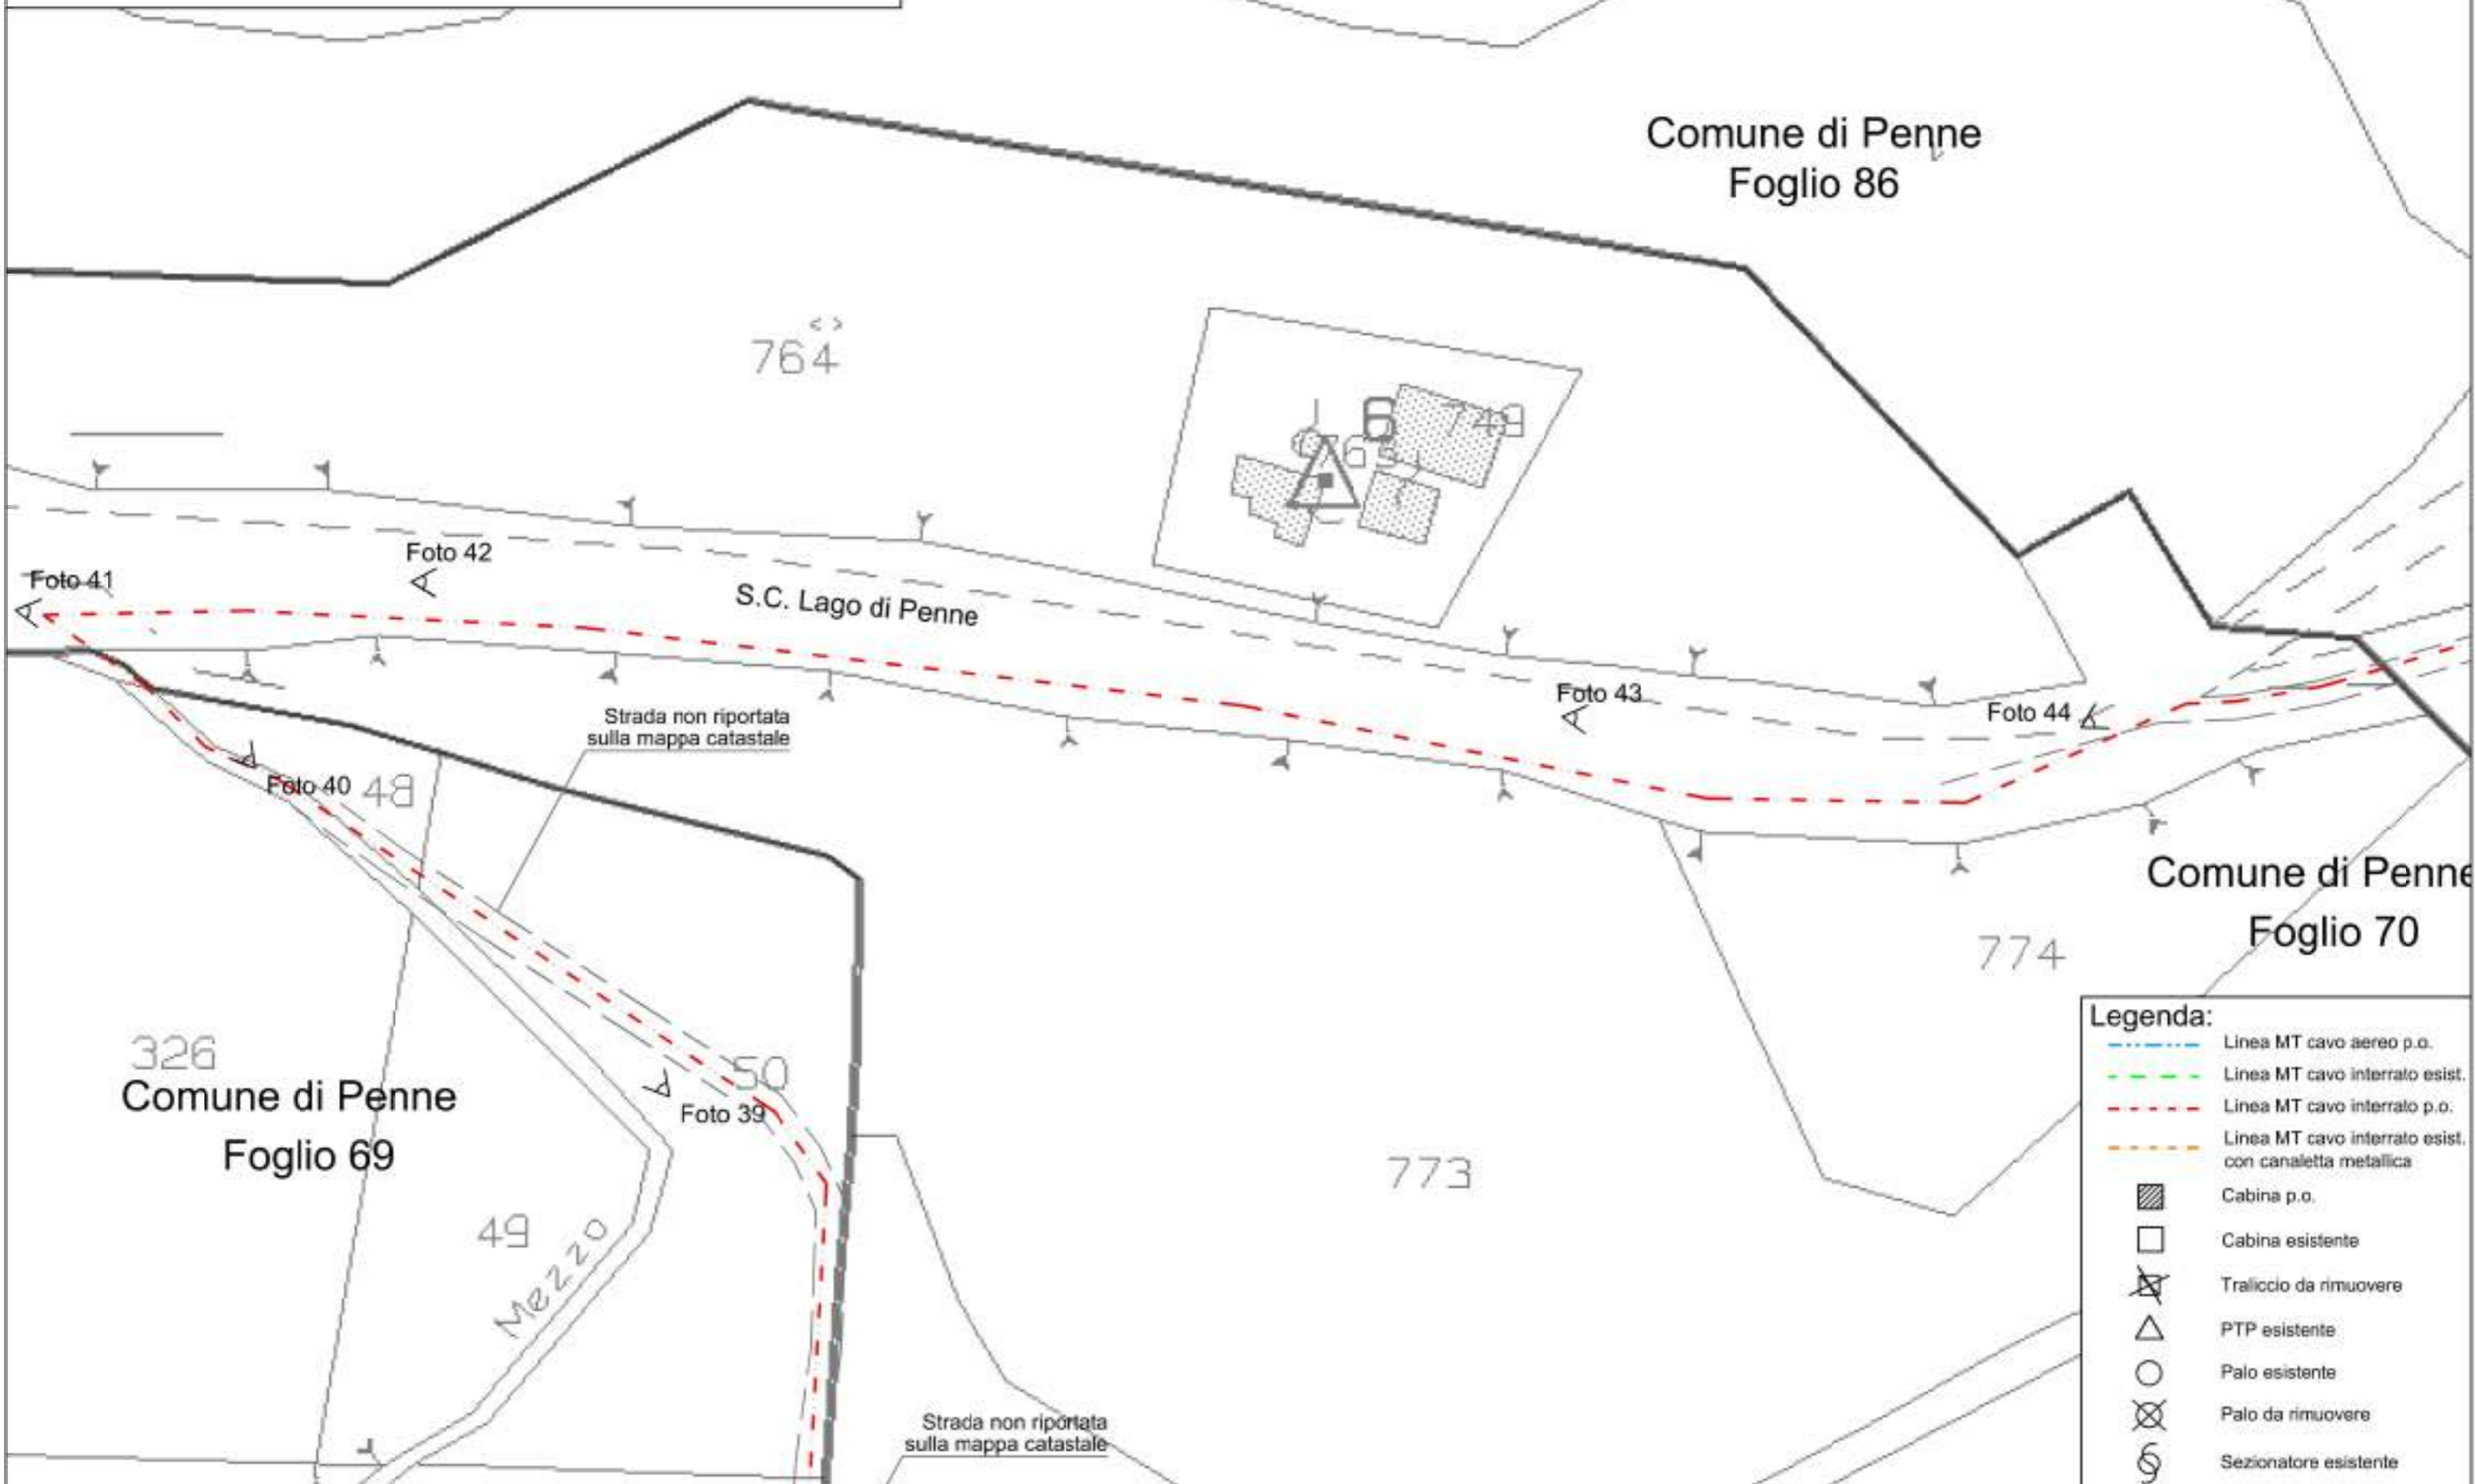 Comune di Penne
Foglio 86
764
Foto 42
Foto 41
S.C. Lago di Penne
Foto 43
Foto 44
Strada non riportata
sulla mappa catastale
Foto 40
48
Comune di Penne
Foglio 70
774
326
Comune di Penne
Foglio 69
50
Foto 39
773
49
Mezzo
Strada non riportata
sulla mappa catastale
Legenda:
Linea MT cavo aereo p.o.
Linea MT cavo interrato esist.
Linea MT cavo interrato p.o.
Linea MT cavo interrato esist.
con canaletta metallica
Cabina p.o.
Cabina esistente
Traliccio da rimuovere
PTP esistente
Palo esistente
Palo da rimuovere
Sezionatore esistente